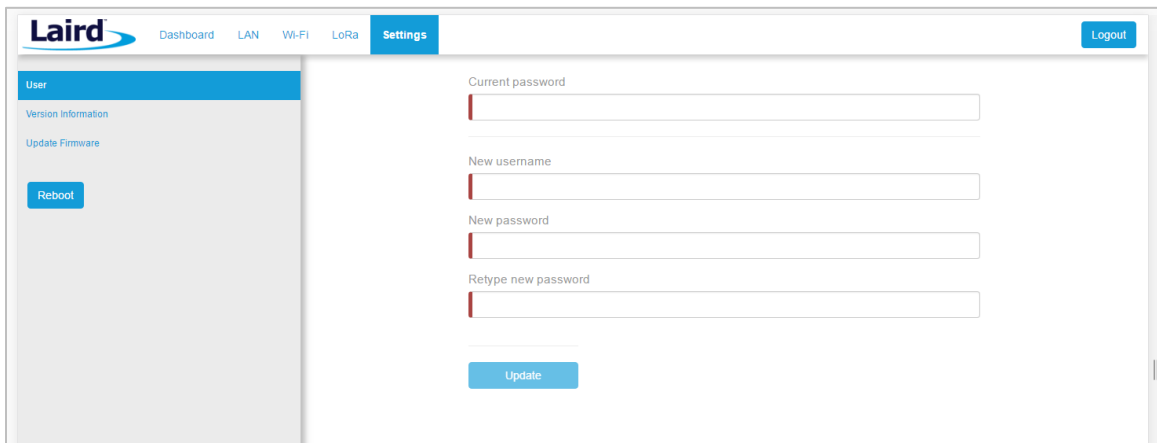 Laird
Dashboard LAN Wi-Fi LoRa Settings Logout
User
Version Information
Update Firmware
Reboot
Current password
New username
New password
Retype new password
Update